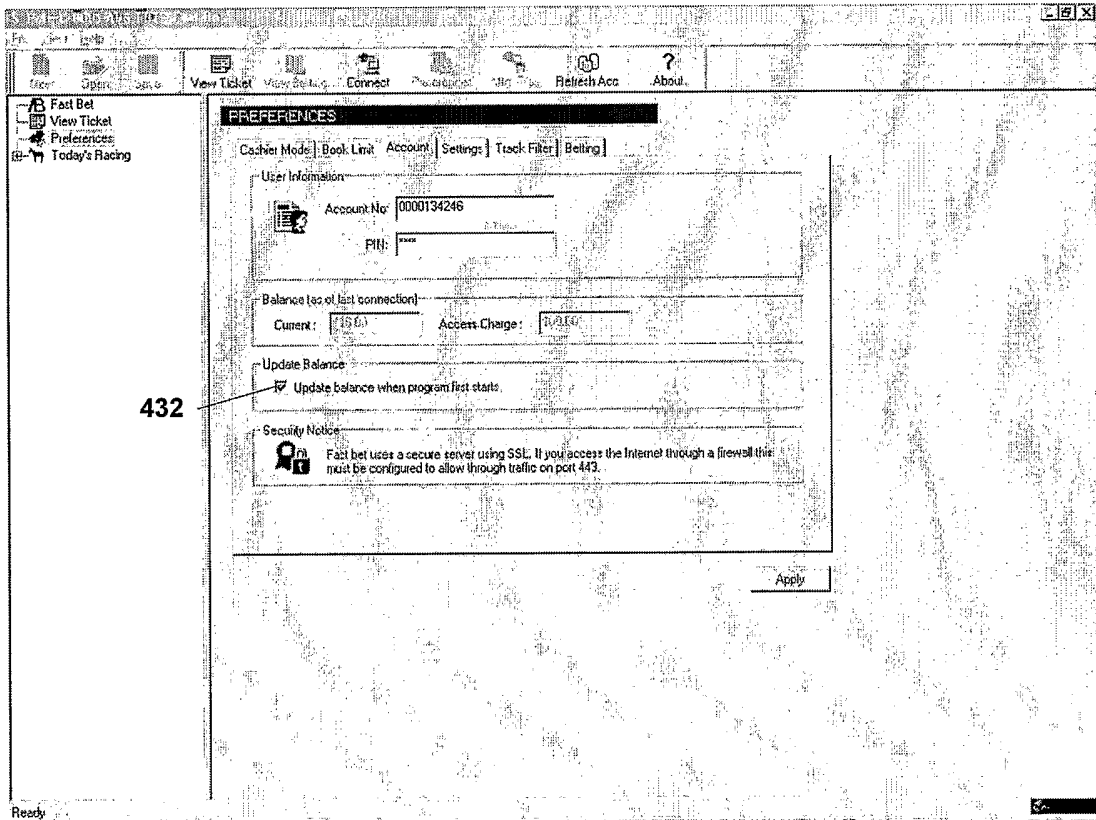 Help
View Ticket
Connect
Refresh Acc
? About..
Fast Bet
View Ticket
Preferences
Today's Racing
PREFERENCES
Cashier Mode Book Limit Account Settings Track Filter Betting
User Information
Account No: 0000134246
PIN: ****
Balance (as of last connection)
Current: Access Charge:
Update Balance
Update balance when program first starts.
432
Security Notice
Fast bet uses a secure server using SSL. If you access the Internet through a firewall this
must be configured to allow through traffic on port 443.
Apply
Ready